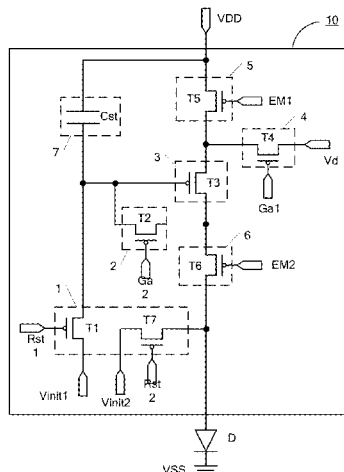 VDD
10
5
T5
EM1
4
Cst
T4
7
Vd
3
T3
Ga1
T2
6
2
Ga
2
T6
EM2
1
T7
Rst
1
T1
Rst
2
Vinit1
Vinit2
D
VSS